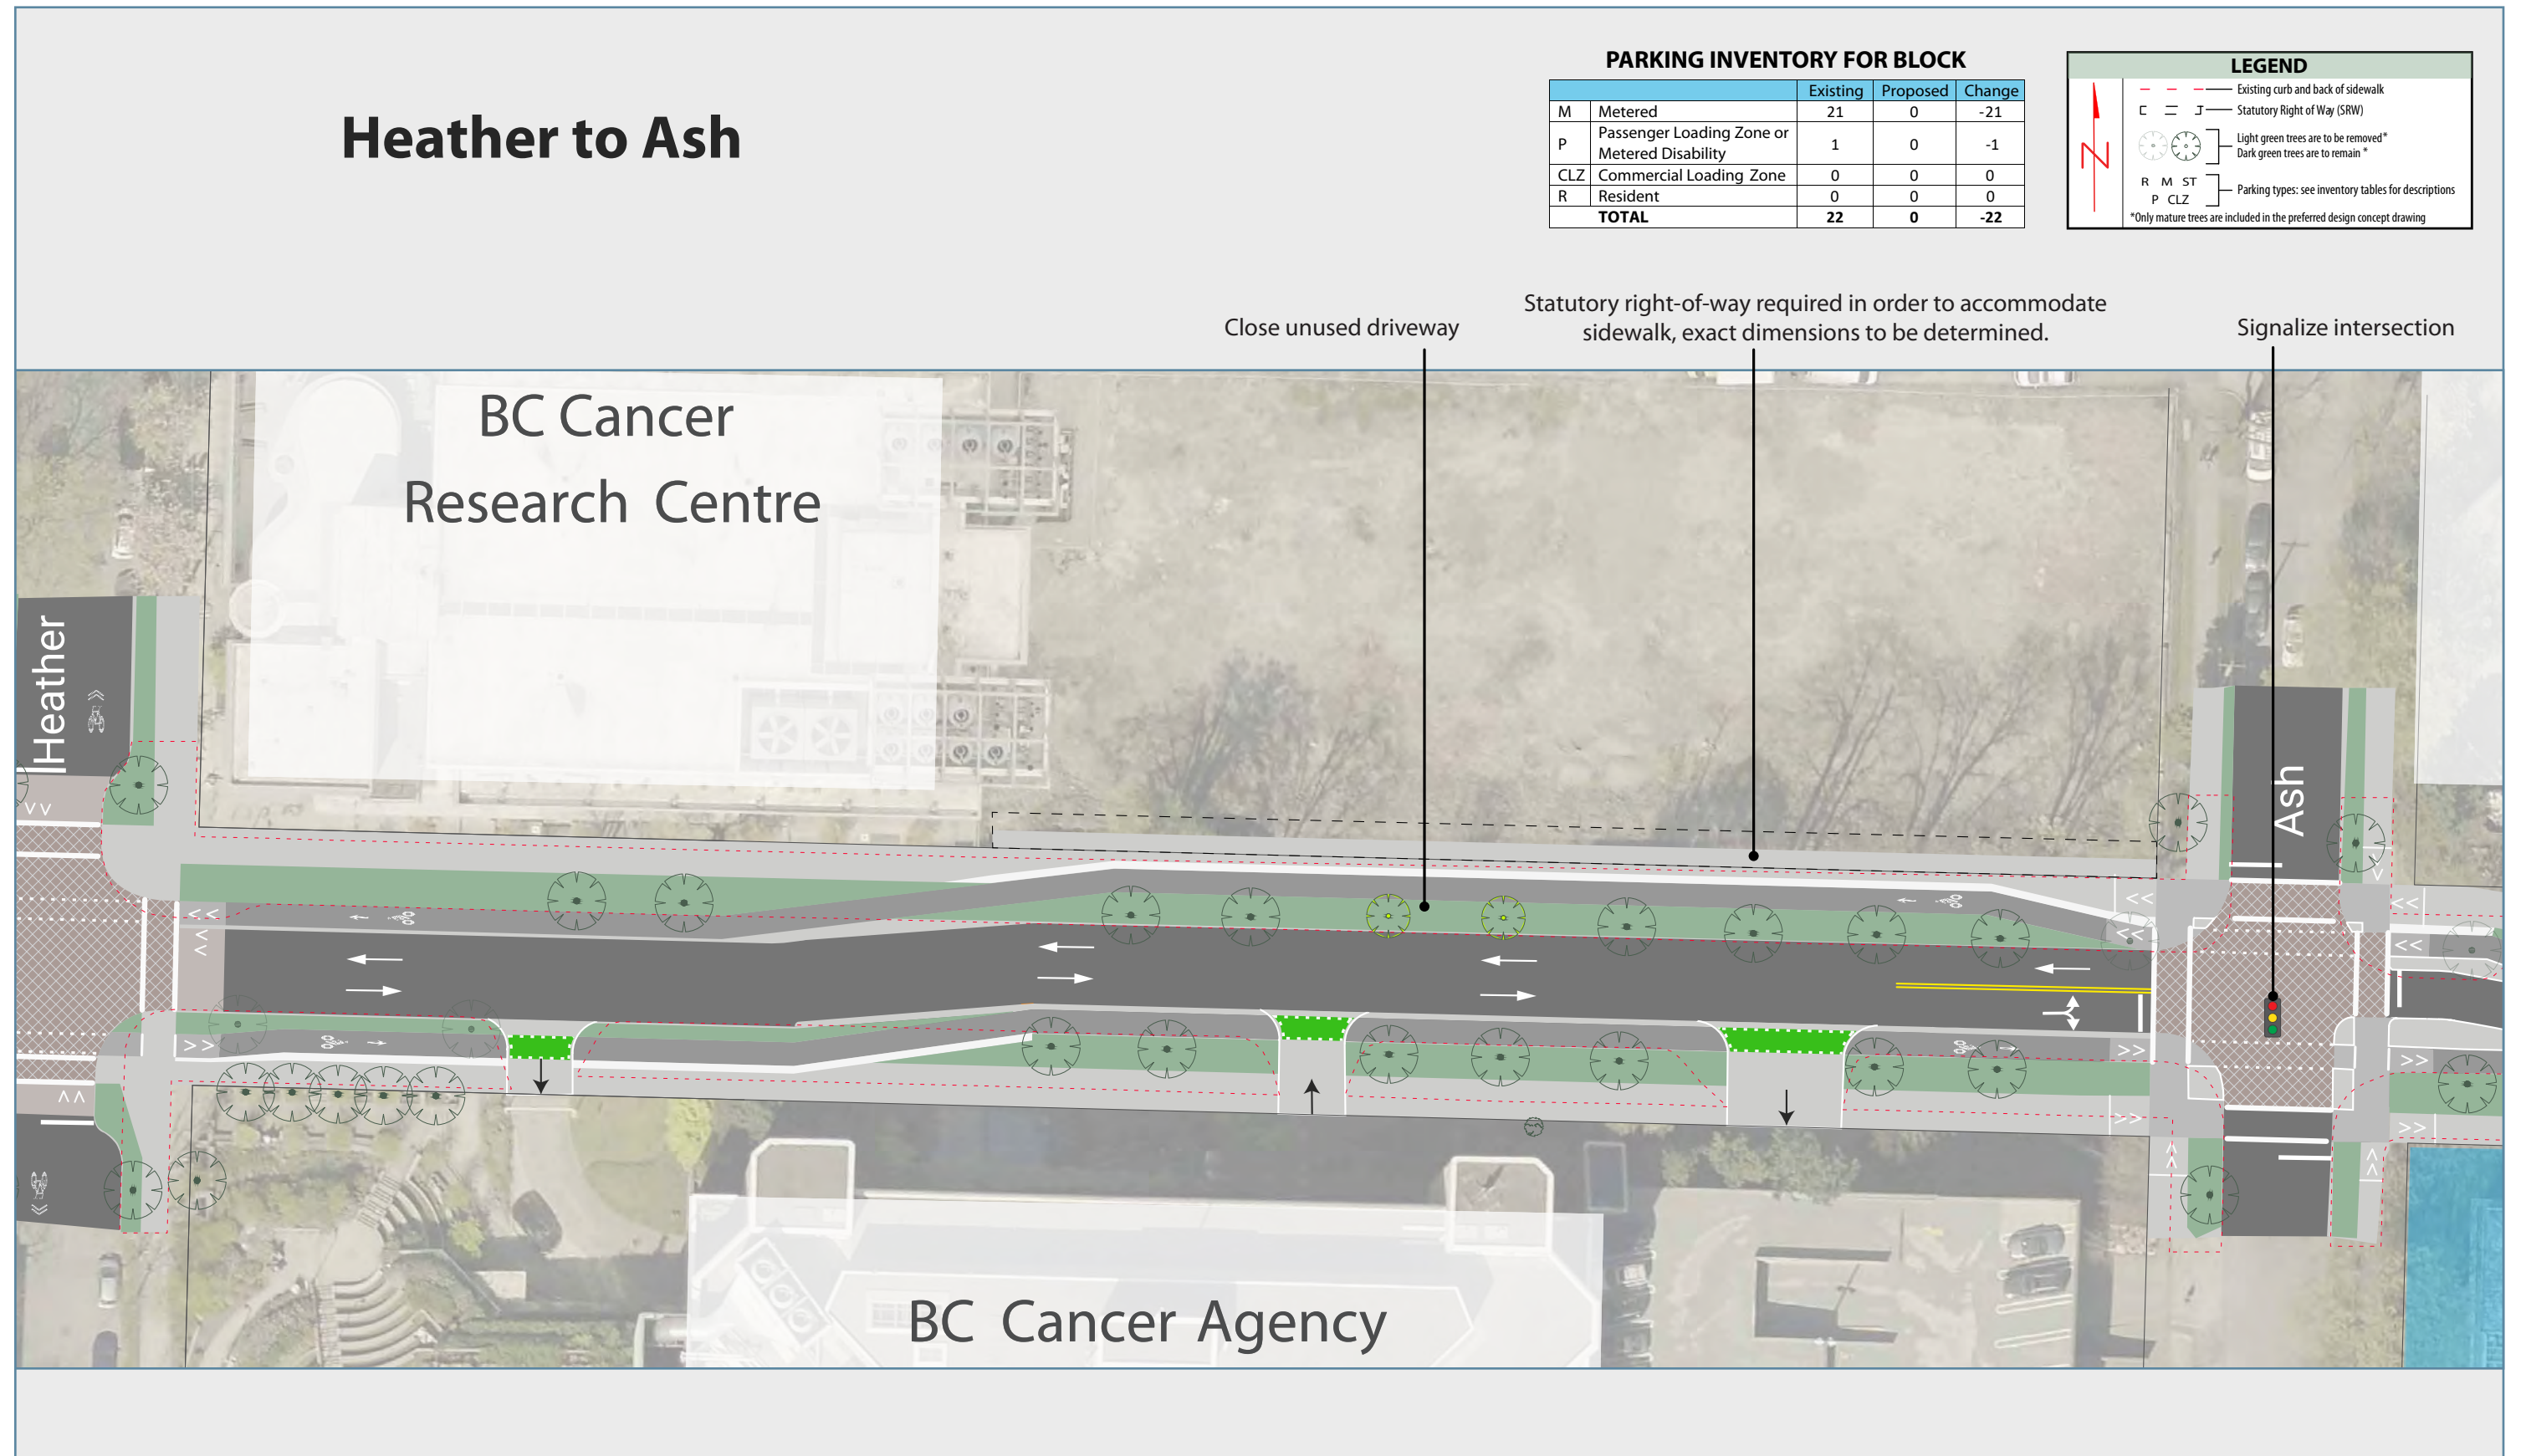 Heather to Ash
PARKING INVENTORY FOR BLOCK
Existing Proposed Change
M Metered 21 0 -21
P Passenger Loading Zone or
Metered Disability 1 0 -1
CLZ Commercial Loading Zone 0 0 0
R Resident 0 0 0
TOTAL 22 0 -22
LEGEND
Existing curb and back of sidewalk
Statutory Right of Way (SRW)
Light green trees are to be removed*
Dark green trees are to remain *
R M ST
P CLZ
Parking types: see inventory tables for descriptions
*Only mature trees are included in the preferred design concept drawing
N
Close unused driveway
Statutory right-of-way required in order to accommodate
sidewalk, exact dimensions to be determined.
Signalize intersection
BC Cancer
Research Centre
Heather
Ash
BC Cancer Agency